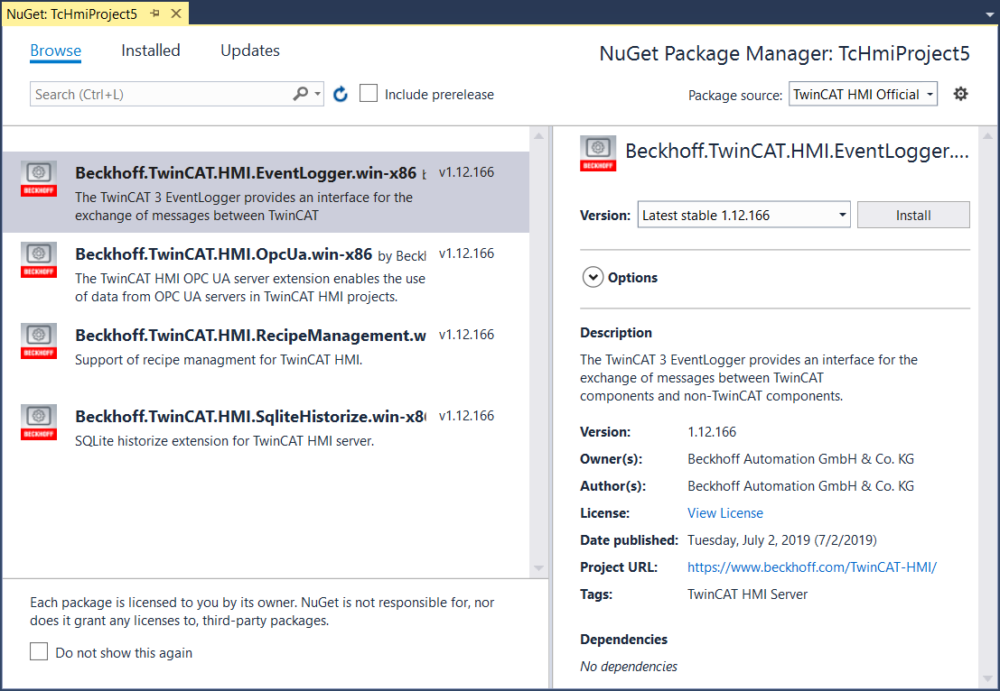 NuGet: TcHmiProject5
Browse Installed Updates
NuGet Package Manager: TcHmiProject5
Search (Ctrl+L)
Include prerelease
Package source: TwinCAT HMI Official
BECKHOFF
Beckhoff.TwinCAT.HMI.EventLogger.win-x86 v1.12.166
The TwinCAT 3 EventLogger provides an interface for the
exchange of messages between TwinCAT
BECKHOFF
Beckhoff.TwinCAT.HMI.OpcUa.win-x86 by Beckh v1.12.166
The TwinCAT HMI OPC UA server extension enables the use
of data from OPC UA servers in TwinCAT HMI projects.
BECKHOFF
Beckhoff.TwinCAT.HMI.RecipeManagement.w v1.12.166
Support of recipe managment for TwinCAT HMI.
BECKHOFF
Beckhoff.TwinCAT.HMI.SqliteHistorize.win-x86 v1.12.166
SQLite historize extension for TwinCAT HMI server.
Each package is licensed to you by its owner. NuGet is not responsible for, nor
does it grant any licenses to, third-party packages.
Do not show this again
BECKHOFF
Beckhoff.TwinCAT.HMI.EventLogger....
Version: Latest stable 1.12.166 Install
Options
Description
The TwinCAT 3 EventLogger provides an interface for the
exchange of messages between TwinCAT
components and non-TwinCAT components.
Version: 1.12.166
Owner(s): Beckhoff Automation GmbH & Co. KG
Author(s): Beckhoff Automation GmbH & Co. KG
License: View License
Date published: Tuesday, July 2, 2019 (7/2/2019)
Project URL: https://www.beckhoff.com/TwinCAT-HMI/
Tags: TwinCAT HMI Server
Dependencies
No dependencies